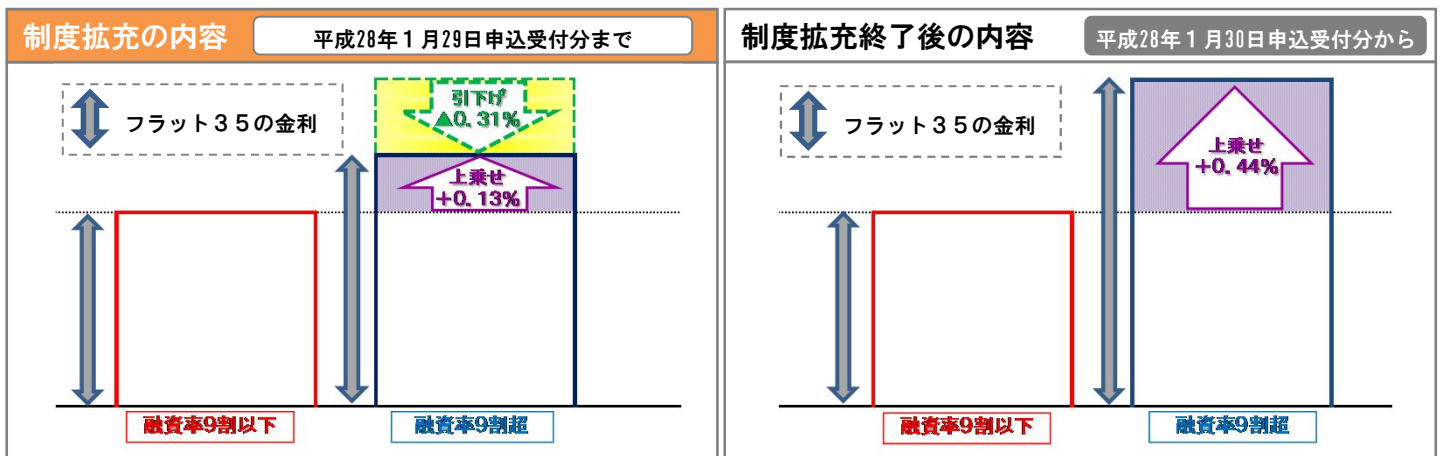 制度拡充の内容
平成28年1月29日申込受付分まで
フラット35の金利
引下げ
▲0.31%
上乗せ
+0.13%
融資率9割以下
融資率9割超
制度拡充終了後の内容
平成28年1月30日申込受付分から
フラット35の金利
上乗せ
+0.44%
融資率9割以下
融資率9割超